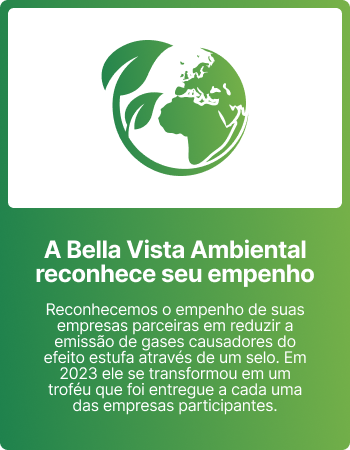 A Bella Vista Ambiental
reconhece seu empenho
Reconhecemos o empenho de suas
empresas parceiras em reduzir a
emissão de gases causadores do
efeito estufa através de um selo. Em
2023 ele se transformou em um
troféu que foi entregue a cada uma
das empresas participantes.